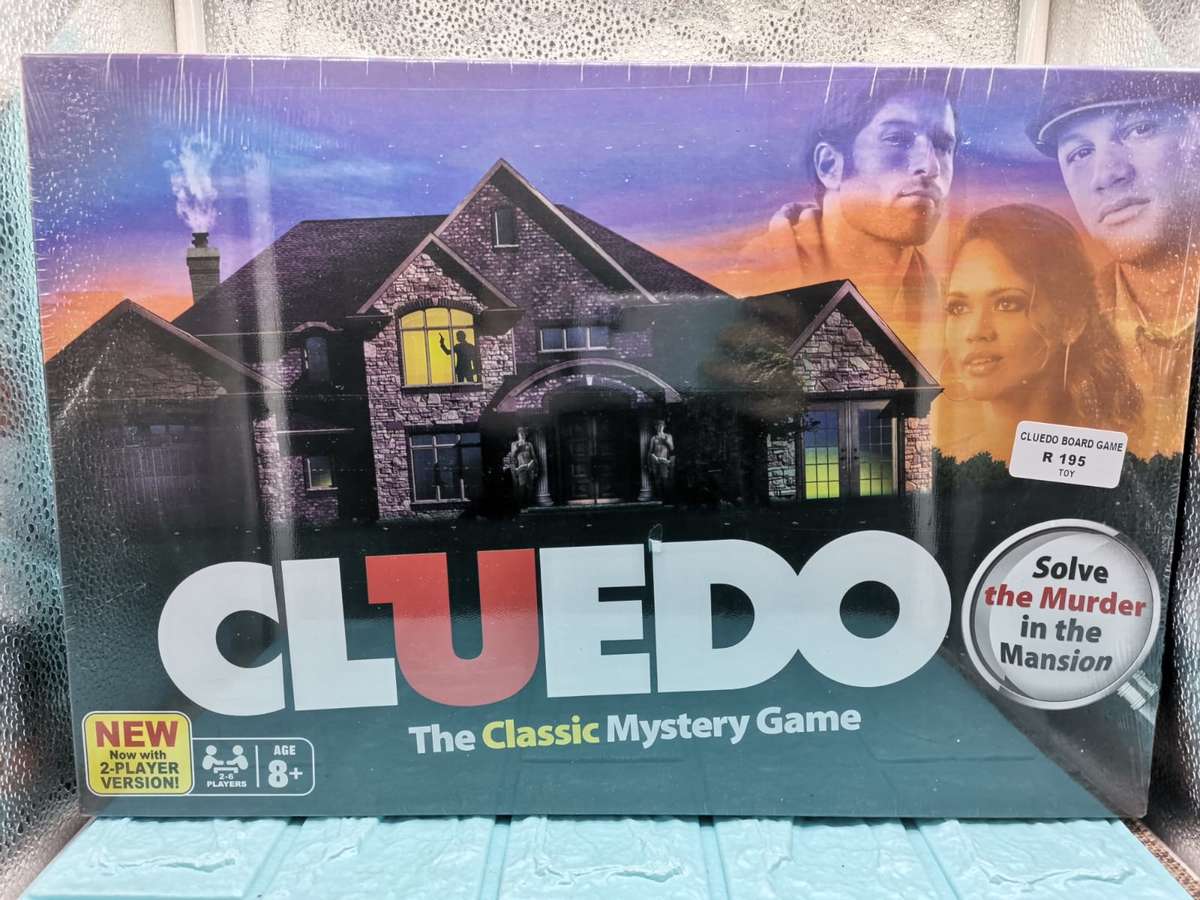 CLUEDO BOARD GAME
R 195
TOY
Solve
the Murder
in the
Mansion
CLUEDO
The Classic Mystery Game
NEW
Now with
2-PLAYER
VERSION!
2-6
PLAYERS
AGE
8+